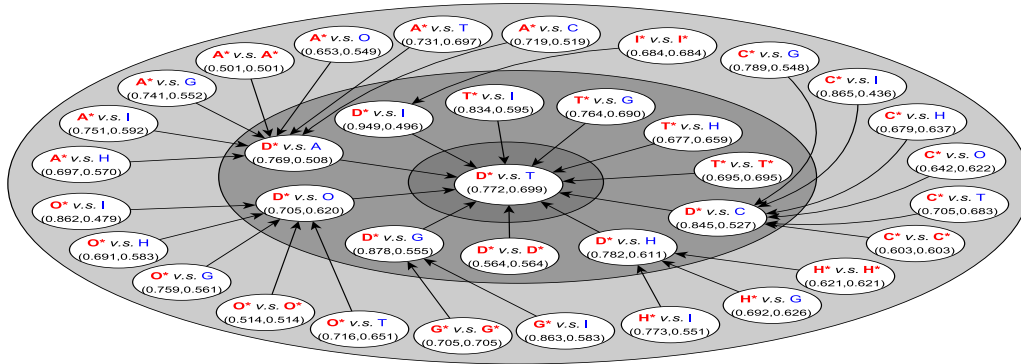 A* v.s. T
(0.731,0.697)
A* v.s. C
(0.719,0.519)
A* v.s. O
(0.653,0.549)
I* v.s. I*
(0.684,0.684)
C* v.s. G
(0.789,0.548)
A* v.s. A*
(0.501,0.501)
A* v.s. G
(0.741,0.552)
C* v.s. I
(0.865,0.436)
T* v.s. I
(0.834,0.595)
T* v.s. G
(0.764,0.690)
D* v.s. I
(0.949,0.496)
A* v.s. I
(0.751,0.592)
C* v.s. H
(0.679,0.637)
T* v.s. H
(0.677,0.659)
D* v.s. A
(0.769,0.508)
A* v.s. H
(0.697,0.570)
C* v.s. O
(0.642,0.622)
T* v.s. T*
(0.695,0.695)
D* v.s. T
(0.772,0.699)
O* v.s. I
(0.862,0.479)
D* v.s. O
(0.705,0.620)
C* v.s. T
(0.705,0.683)
D* v.s. C
(0.845,0.527)
O* v.s. H
(0.691,0.583)
D* v.s. G
(0.878,0.555)
D* v.s. D*
(0.564,0.564)
D* v.s. H
(0.782,0.611)
C* v.s. C*
(0.603,0.603)
O* v.s. G
(0.759,0.561)
H* v.s. H*
(0.621,0.621)
O* v.s. O*
(0.514,0.514)
H* v.s. G
(0.692,0.626)
O* v.s. T
(0.716,0.651)
G* v.s. G*
(0.705,0.705)
G* v.s. I
(0.863,0.583)
H* v.s. I
(0.773,0.551)